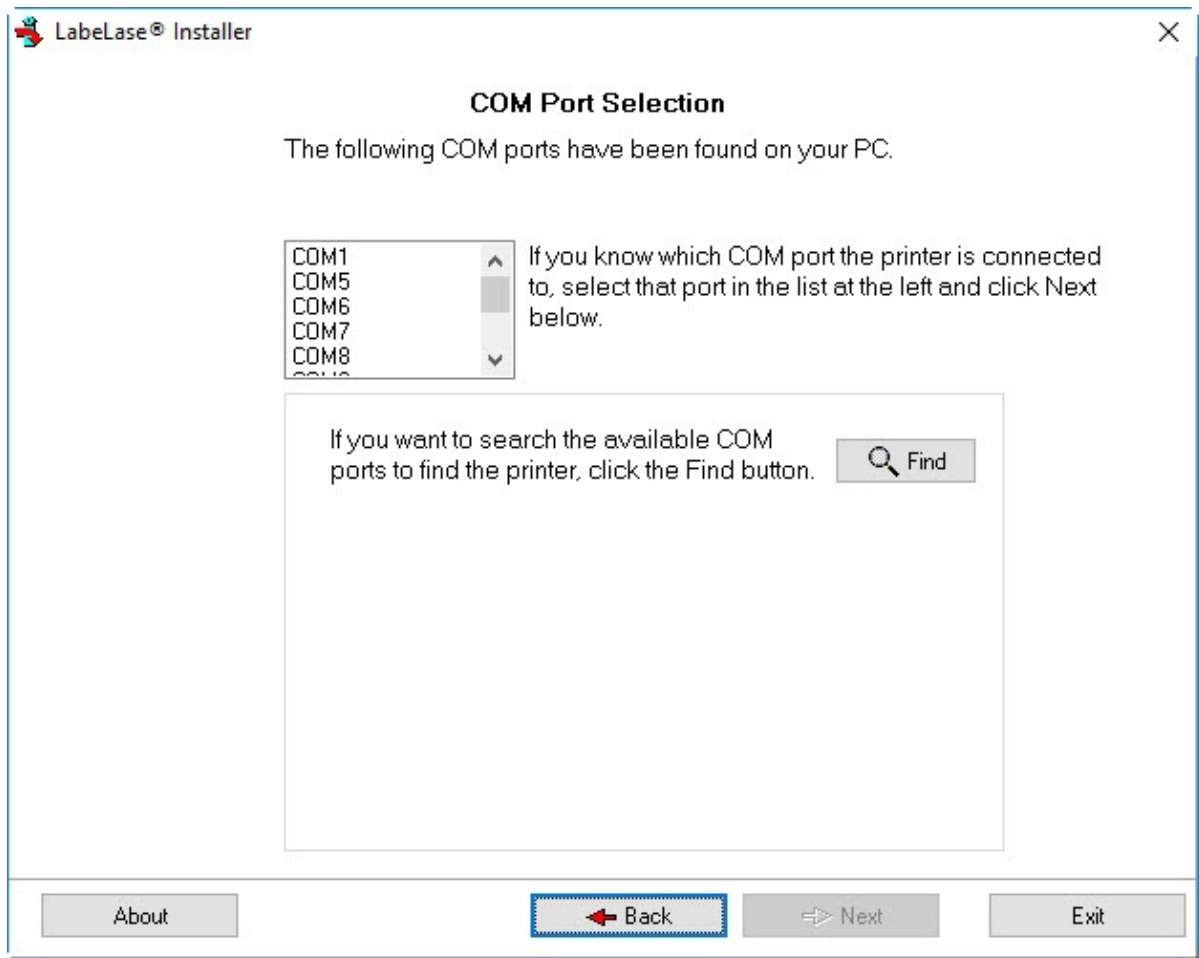 LabeLase® Installer
COM Port Selection
The following COM ports have been found on your PC.
COM1
COM5
COM6
COM7
COM8
If you know which COM port the printer is connected
to, select that port in the list at the left and click Next
below.
If you want to search the available COM
ports to find the printer, click the Find button.
Find
About
Back
Next
Exit